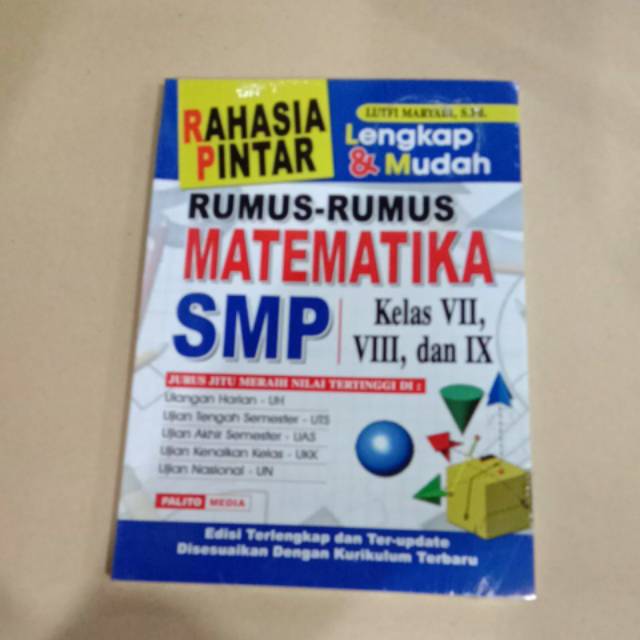 RAHASIA
PINTAR
LUTFI MARYADI, S.Pd.
Lengkap
& Mudah
RUMUS-RUMUS
MATEMATIKA
SMP
Kelas VII,
VIII, dan IX
JURUS JITU MERAIH NILAI TERTINGGI DI :
Ulangan Harian - UH
Ujian Tengah Semester - UTS
Ujian Akhir Semester - UAS
Ujian Kenaikan Kelas - UKK
Ujian Nasional - UN
PALITO MEDIA
Edisi Terlengkap dan Ter-update
Disesuaikan Dengan Kurikulum Terbaru